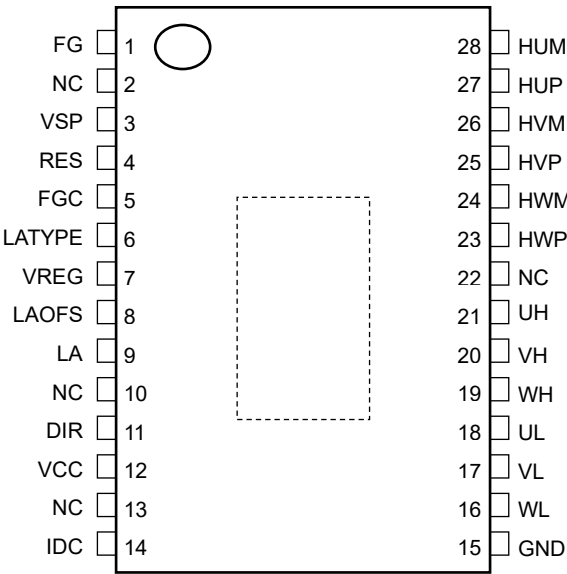 FG 1 28 HUM
NC 2 27 HUP
VSP 3 26 HVM
RES 4 25 HVP
FGC 5 24 HWM
LATYPE 6 23 HWP
VREG 7 22 NC
LAOFS 8 21 UH
LA 9 20 VH
NC 10 19 WH
DIR 11 18 UL
VCC 12 17 VL
NC 13 16 WL
IDC 14 15 GND